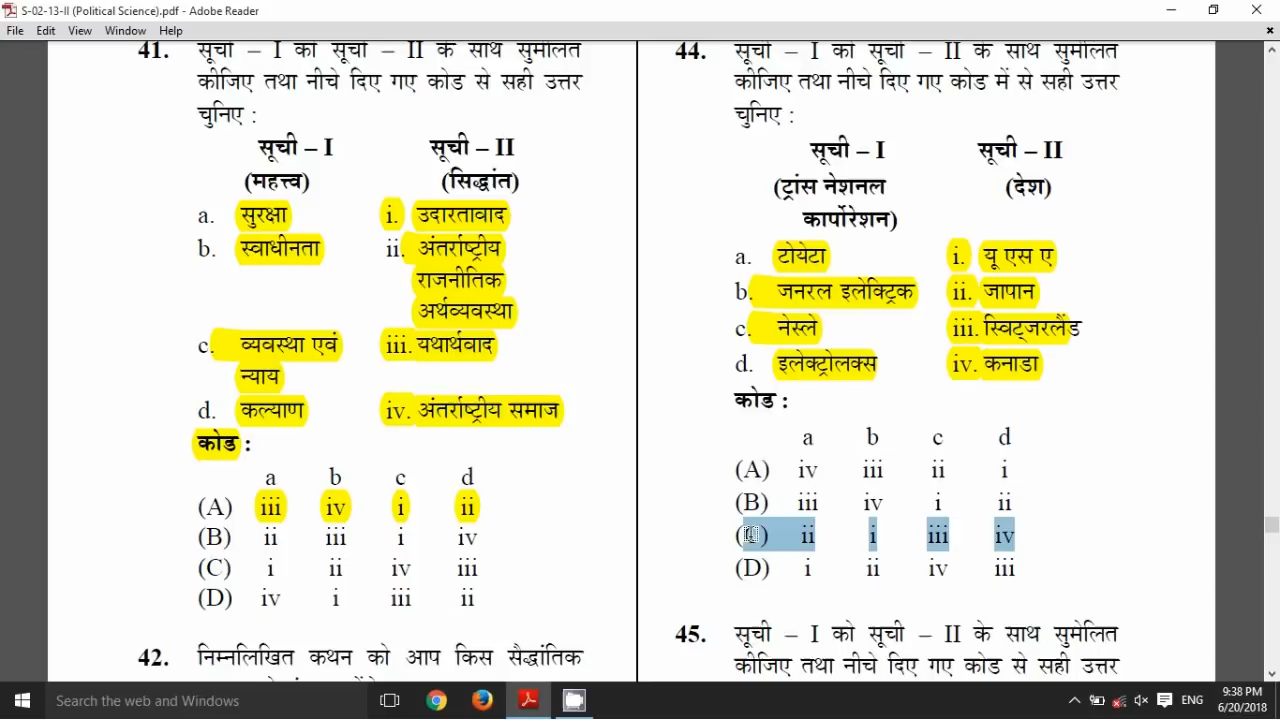 S-02-13-II (Political Science).pdf - Adobe Reader
File Edit View Window Help
41. सूची – I को सूची – II के साथ सुमेलित
कीजिए तथा नीचे दिए गए कोड से सही उत्तर
चुनिए :
सूची – I सूची – II
(महत्त्व) (सिद्धांत)
a. सुरक्षा i. उदारतावाद
b. स्वाधीनता ii. अंतर्राष्ट्रीय
राजनीतिक
अर्थव्यवस्था
c. व्यवस्था एवं iii. यथार्थवाद
न्याय
d. कल्याण iv. अंतर्राष्ट्रीय समाज
कोड :
a b c d
(A) iii iv i ii
(B) ii iii i iv
(C) i ii iv iii
(D) iv i iii ii
42. निम्नलिखित कथन को आप किस सैद्धांतिक
44. सूची – I को सूची – II के साथ सुमेलित
कीजिए तथा नीचे दिए गए कोड में से सही उत्तर
चुनिए :
सूची – I सूची – II
(ट्रांस नेशनल (देश)
कार्पोरेशन)
a. टोयेटा i. यू एस ए
b. जनरल इलेक्ट्रिक ii. जापान
c. नेस्ले iii. स्विट्जरलैंड
d. इलेक्ट्रोलक्स iv. कनाडा
कोड :
a b c d
(A) iv iii ii i
(B) iii iv i ii
(C) ii i iii iv
(D) i ii iv iii
45. सूची – I को सूची – II के साथ सुमेलित
कीजिए तथा नीचे दिए गए कोड से सही उत्तर
Search the web and Windows
ENG
9:38 PM
6/20/2018